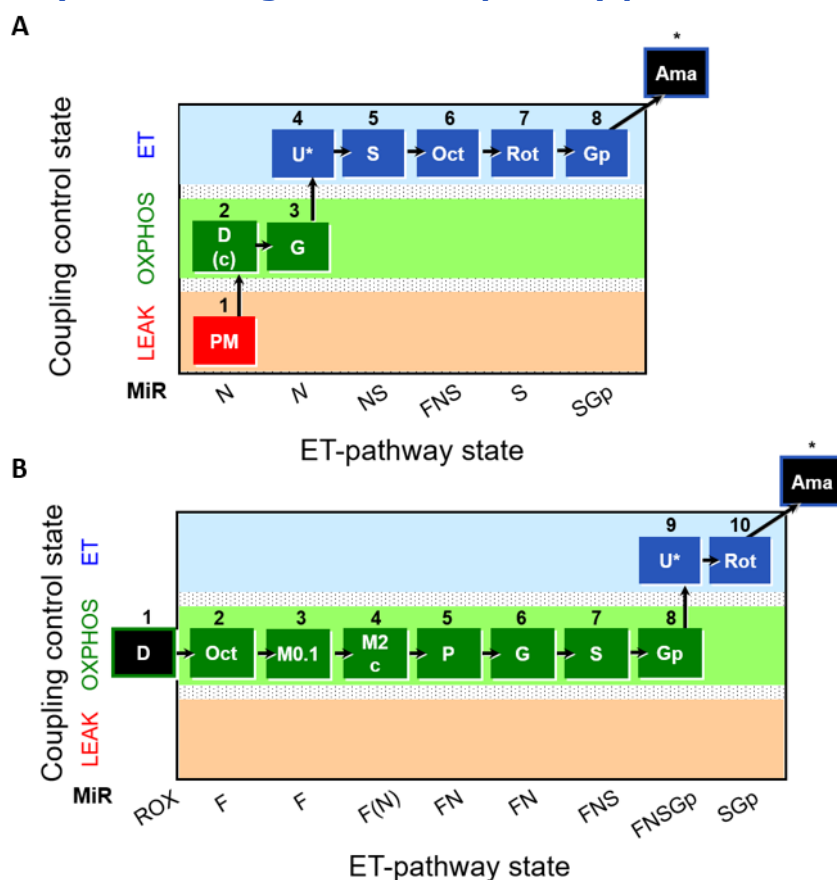 A
*
Ama
4 5 6 7 8
U* S Oct Rot Gp
ET
2 3
D
(c)
G
OXPHOS
1
PM
LEAK
Coupling control state
MiR N N NS FNS S SGp
ET-pathway state
B
*
Ama
9 10
U* Rot
ET
1 2 3 4 5 6 7 8
D Oct M0.1 M2
c
P G S Gp
OXPHOS
LEAK
Coupling control state
MiR ROX F F F(N) FN FN FNS FNSGp SGp
ET-pathway state